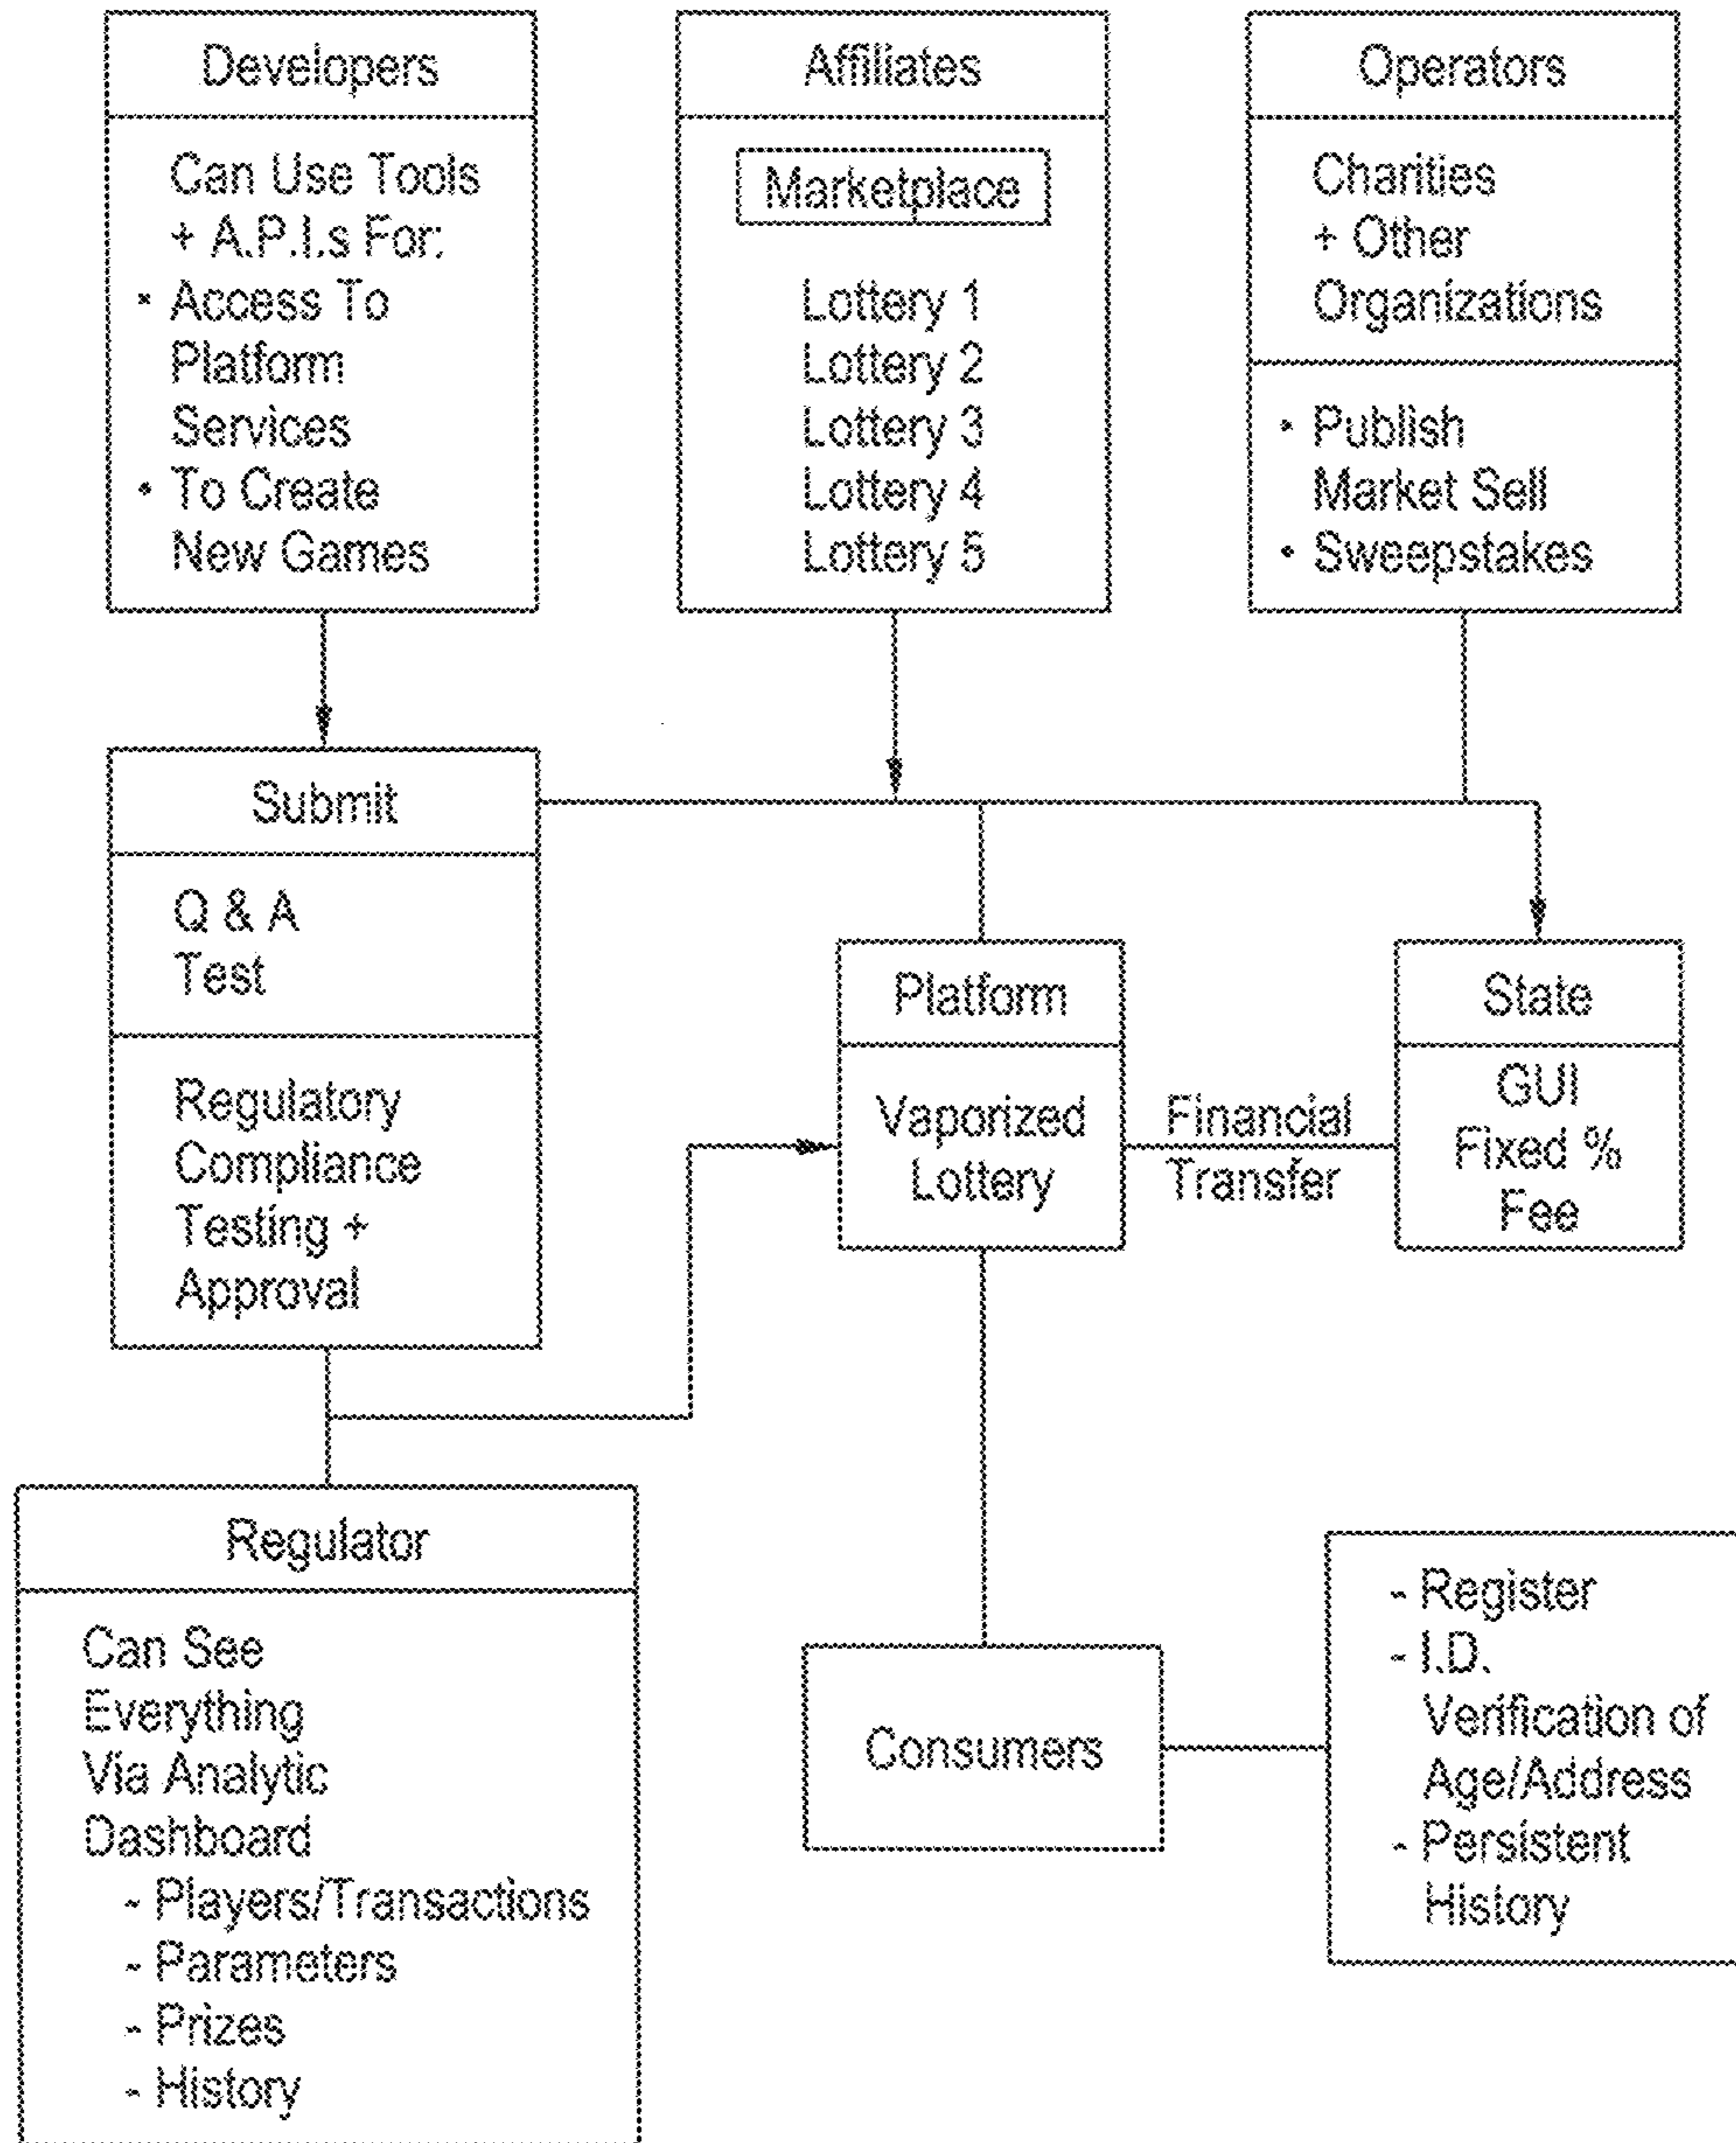 Developers
Can Use Tools
+ A.P.I.s For:
• Access To
Platform
Services
• To Create
New Games
Affiliates
Marketplace
Lottery 1
Lottery 2
Lottery 3
Lottery 4
Lottery 5
Operators
Charities
+ Other
Organizations
• Publish
Market Sell
• Sweepstakes
Submit
Q & A
Test
Regulatory
Compliance
Testing +
Approval
Platform
Vaporized
Lottery
Financial
Transfer
State
GUI
Fixed %
Fee
Regulator
Can See
Everything
Via Analytic
Dashboard
- Players/Transactions
- Parameters
- Prizes
- History
Consumers
- Register
- I.D.
Verification of
Age/Address
- Persistent
History